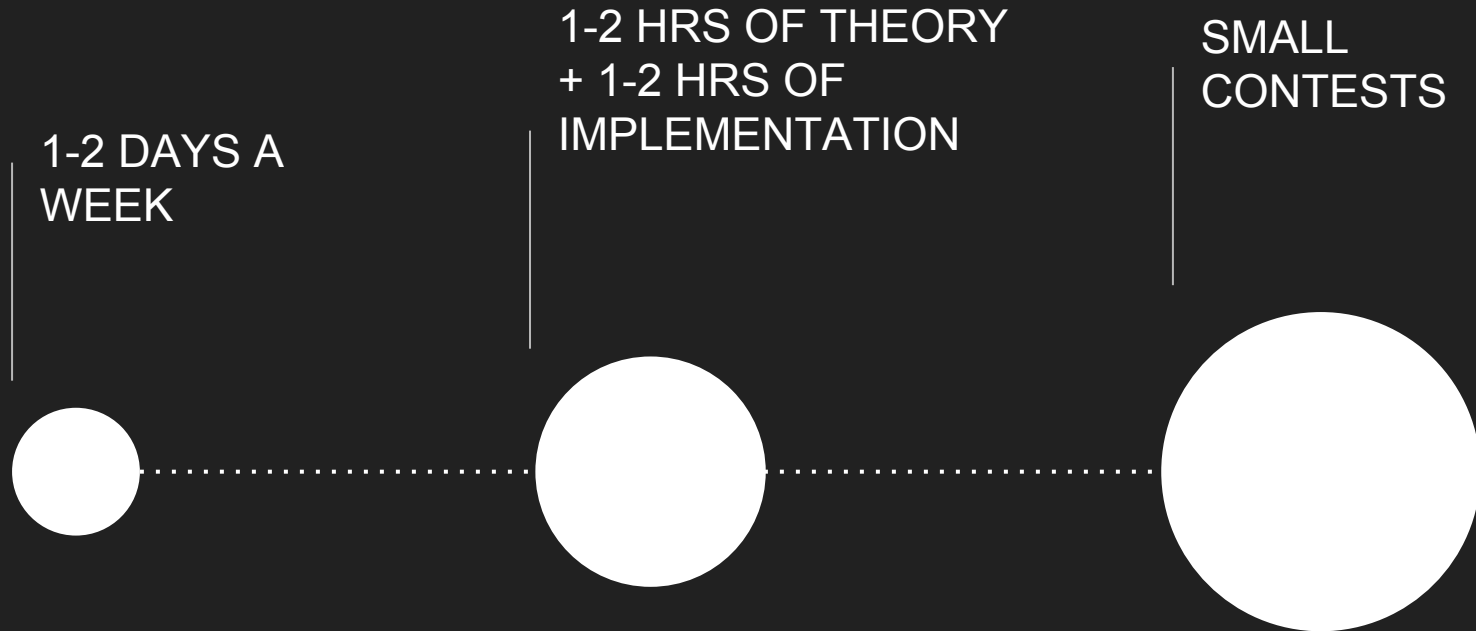 1-2 DAYS A
WEEK
1-2 HRS OF THEORY
+ 1-2 HRS OF
IMPLEMENTATION
SMALL
CONTESTS